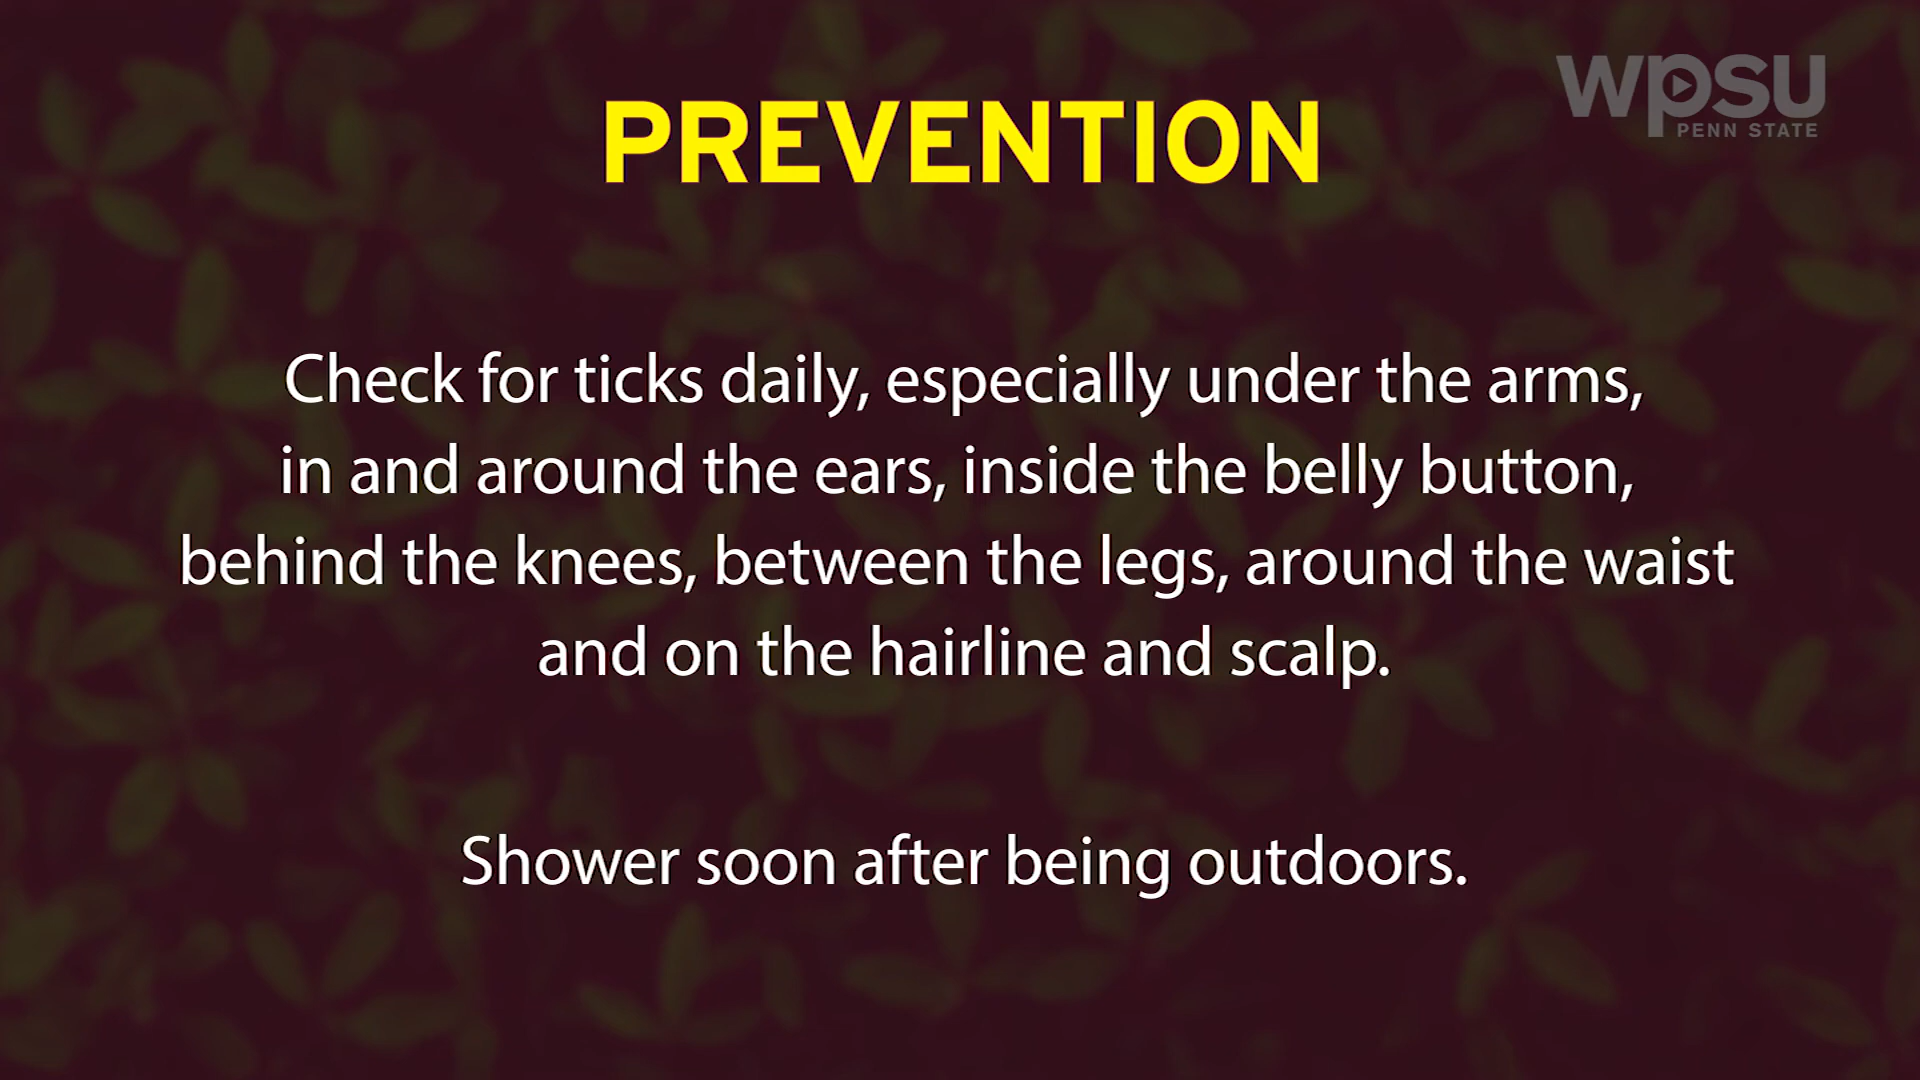 wpsu
PENN STATE
PREVENTION
Check for ticks daily, especially under the arms,
in and around the ears, inside the belly button,
behind the knees, between the legs, around the waist
and on the hairline and scalp.
Shower soon after being outdoors.